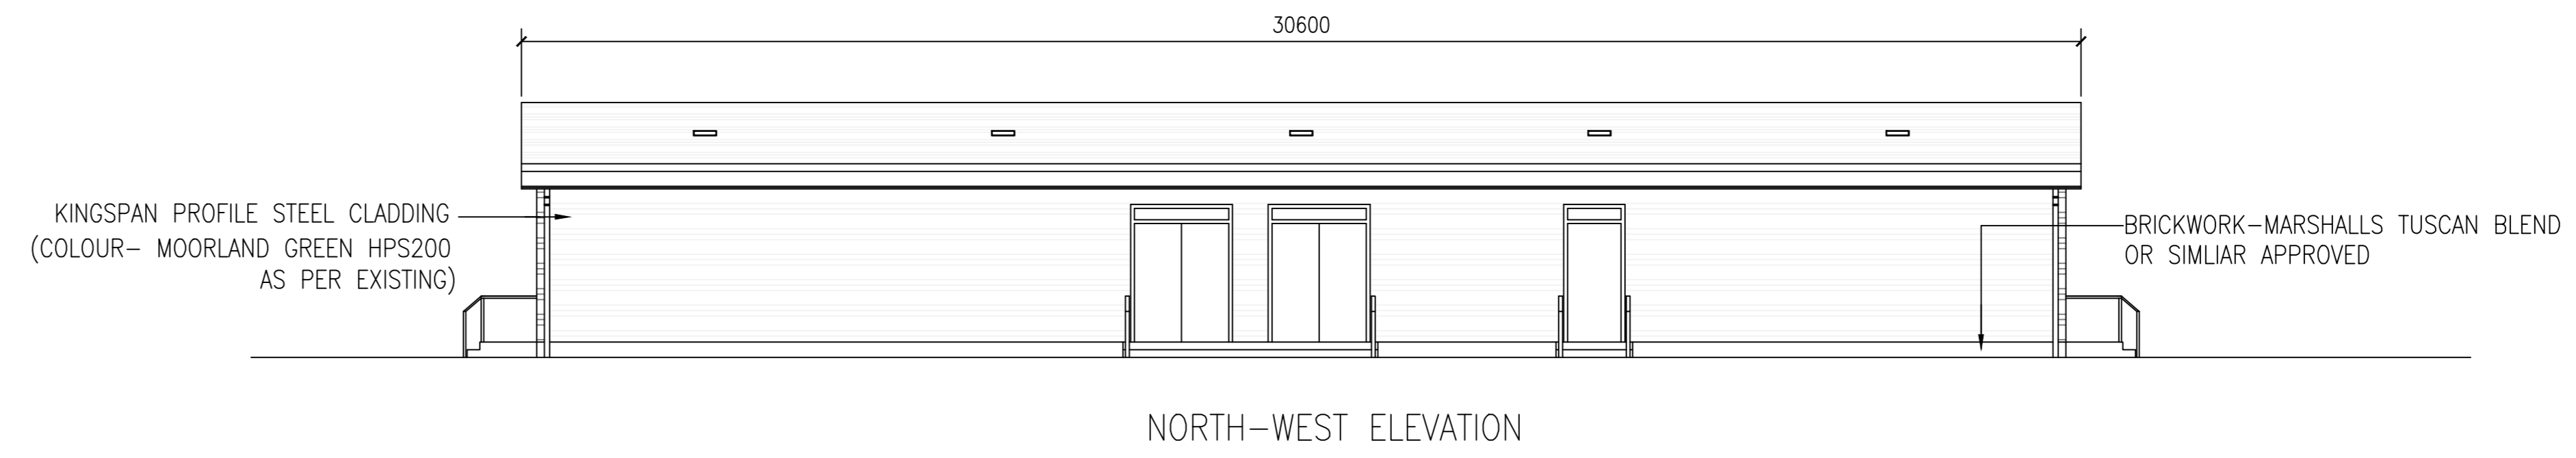 30600
KINGSPAN PROFILE STEEL CLADDING
(COLOUR- MOORLAND GREEN HPS200
AS PER EXISTING)
BRICKWORK-MARSHALLS TUSCAN BLEND
OR SIMLIAR APPROVED
NORTH-WEST ELEVATION